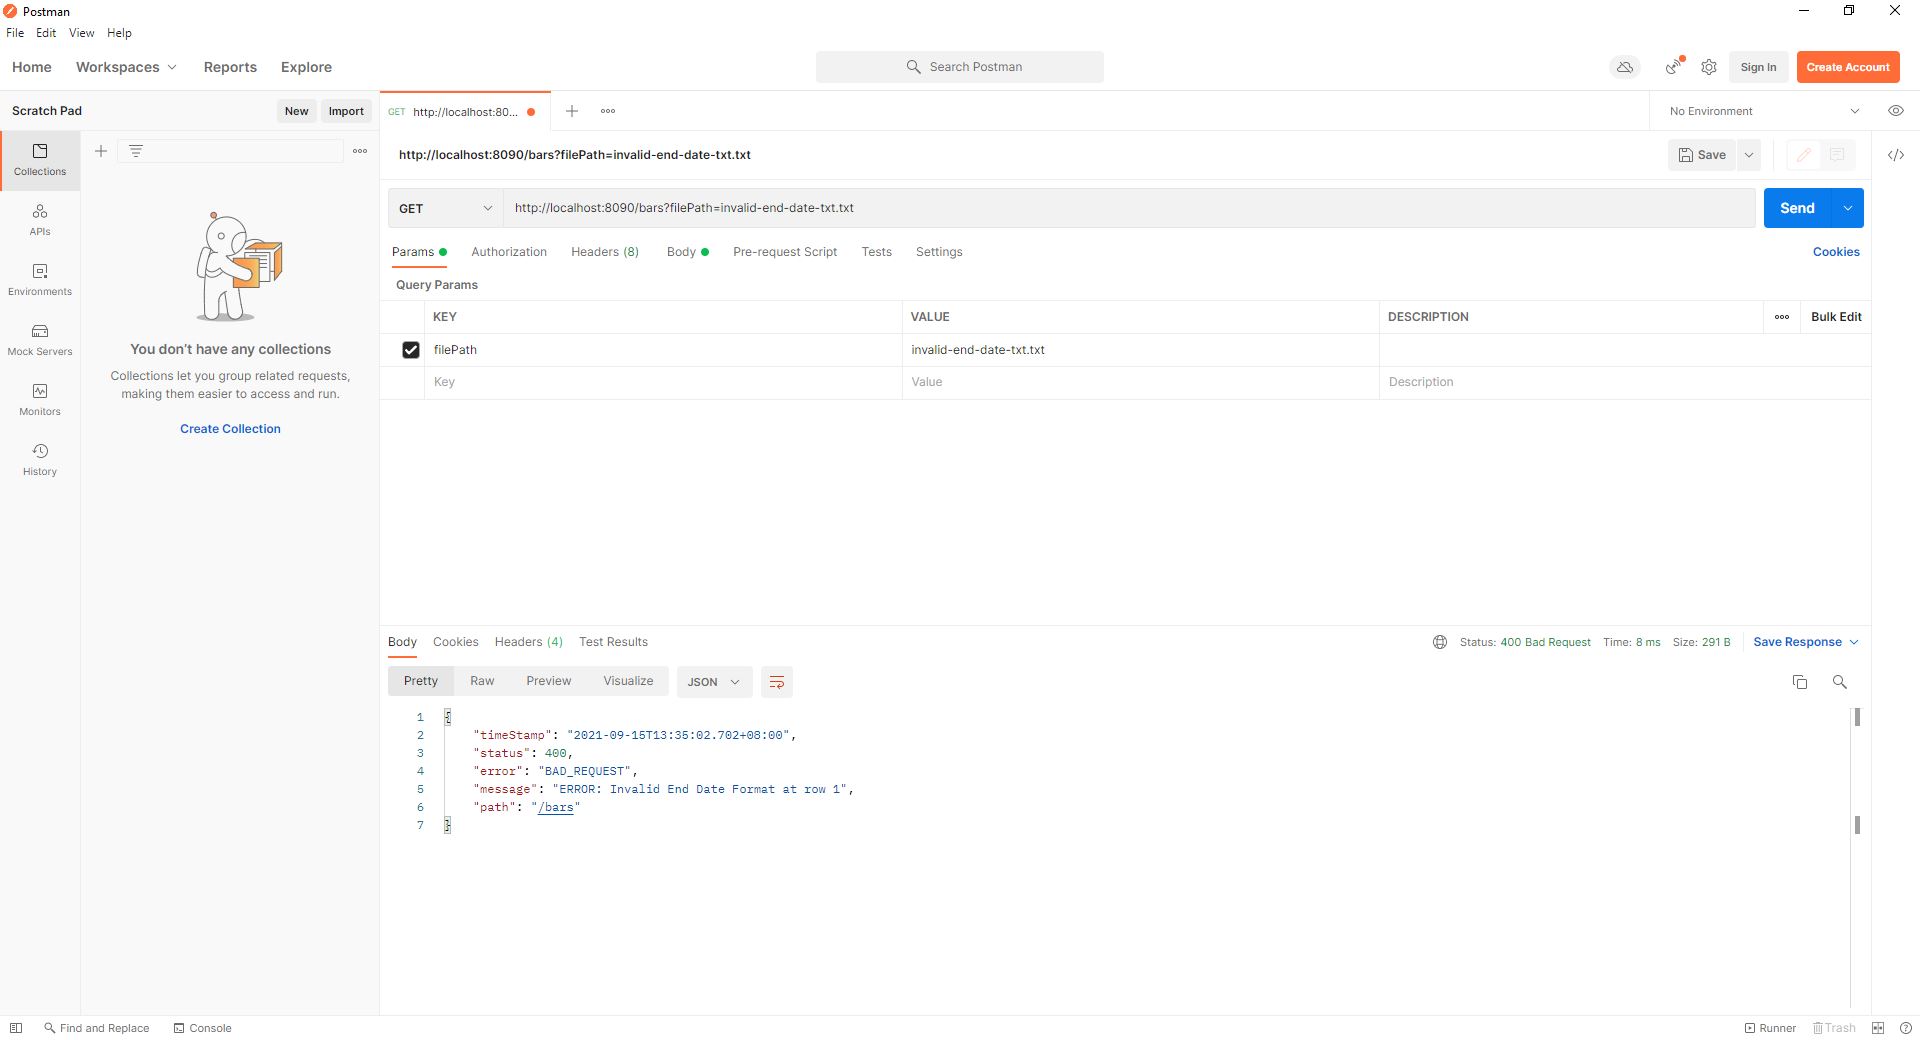 Postman
File Edit View Help
Home Workspaces Reports Explore
Search Postman
Sign In
Create Account
Scratch Pad
New
Import
GET http://localhost:80...
No Environment
Collections
APIs
Environments
Mock Servers
Monitors
History
You don't have any collections
Collections let you group related requests,
making them easier to access and run.
Create Collection
http://localhost:8090/bars?filePath=invalid-end-date-txt.txt
Save
GET
http://localhost:8090/bars?filePath=invalid-end-date-txt.txt
Send
Params Authorization Headers (8) Body Pre-request Script Tests Settings
Cookies
Query Params
KEY VALUE DESCRIPTION
Bulk Edit
filePath invalid-end-date-txt.txt
Key Value Description
Body Cookies Headers (4) Test Results
Status: 400 Bad Request Time: 8 ms Size: 291 B
Save Response
Pretty Raw Preview Visualize
JSON
1 {
2 "timeStamp": "2021-09-15T13:35:02.702+08:00",
3 "status": 400,
4 "error": "BAD_REQUEST",
5 "message": "ERROR: Invalid End Date Format at row 1",
6 "path": "/bars"
7 }
Find and Replace Console
Runner Trash